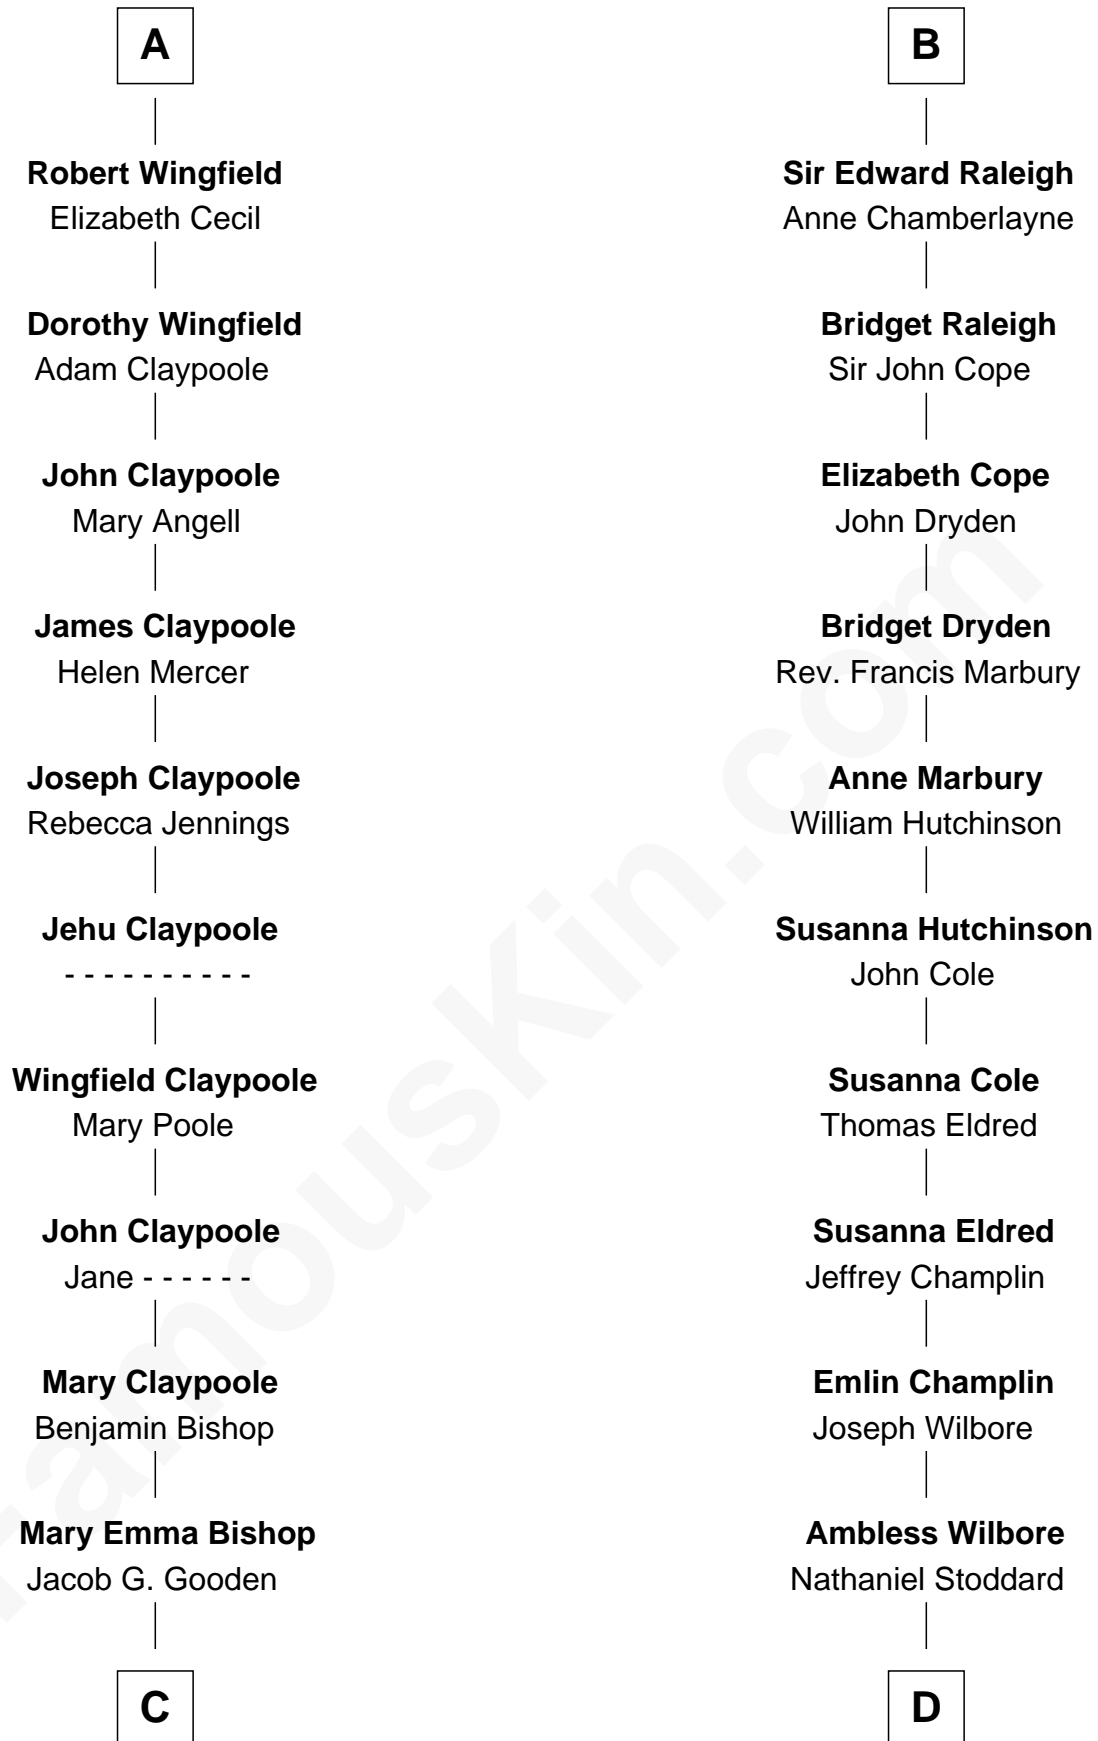 A
Robert Wingfield
Elizabeth Cecil
Dorothy Wingfield
Adam Claypoole
John Claypoole
Mary Angell
James Claypoole
Helen Mercer
Joseph Claypoole
Rebecca Jennings
Jehu Claypoole
- - - - - - - - - -
Wingfield Claypoole
Mary Poole
John Claypoole
Jane - - - - - -
Mary Claypoole
Benjamin Bishop
Mary Emma Bishop
Jacob G. Gooden
C
B
Sir Edward Raleigh
Anne Chamberlayne
Bridget Raleigh
Sir John Cope
Elizabeth Cope
John Dryden
Bridget Dryden
Rev. Francis Marbury
Anne Marbury
William Hutchinson
Susanna Hutchinson
John Cole
Susanna Cole
Thomas Eldred
Susanna Eldred
Jeffrey Champlin
Emlin Champlin
Joseph Wilbore
Ambless Wilbore
Nathaniel Stoddard
D
FamousKin.com